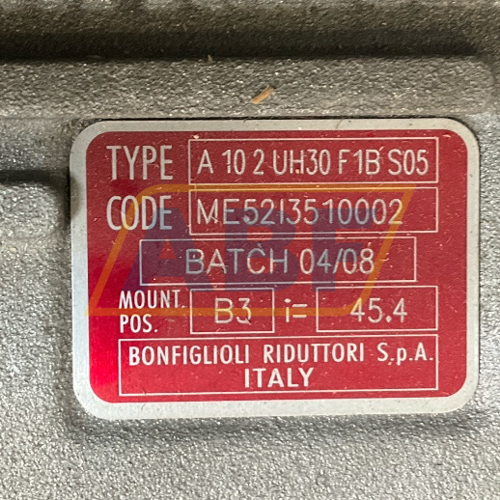 TYPE A 10 2 UH30 F1B S05
CODE ME52I3510002
BATCH 04/08
MOUNT. POS. B3 i= 45.4
BONFIGLIOLI RIDUTTORI S.p.A.
ITALY